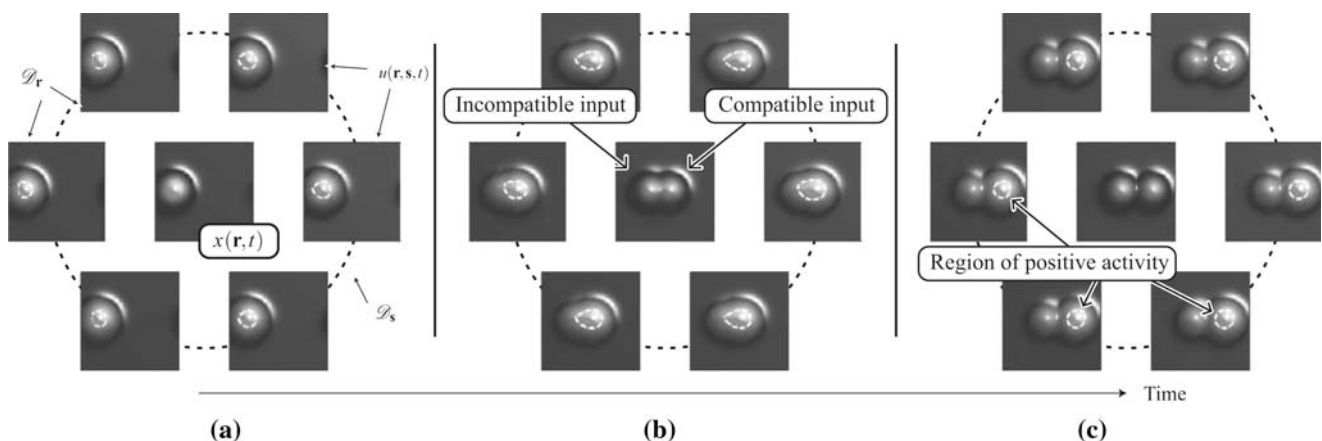 𝒟r
u(r,s,t)
x(r,t)
𝒟s
Incompatible input
Compatible input
Region of positive activity
Time
(a)
(b)
(c)